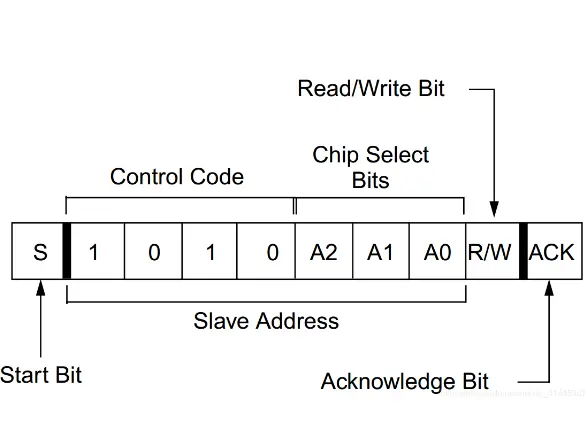 Read/Write Bit
Chip Select
Bits
Control Code
S 1 0 1 0 A2 A1 A0 R/W ACK
Slave Address
Start Bit
Acknowledge Bit